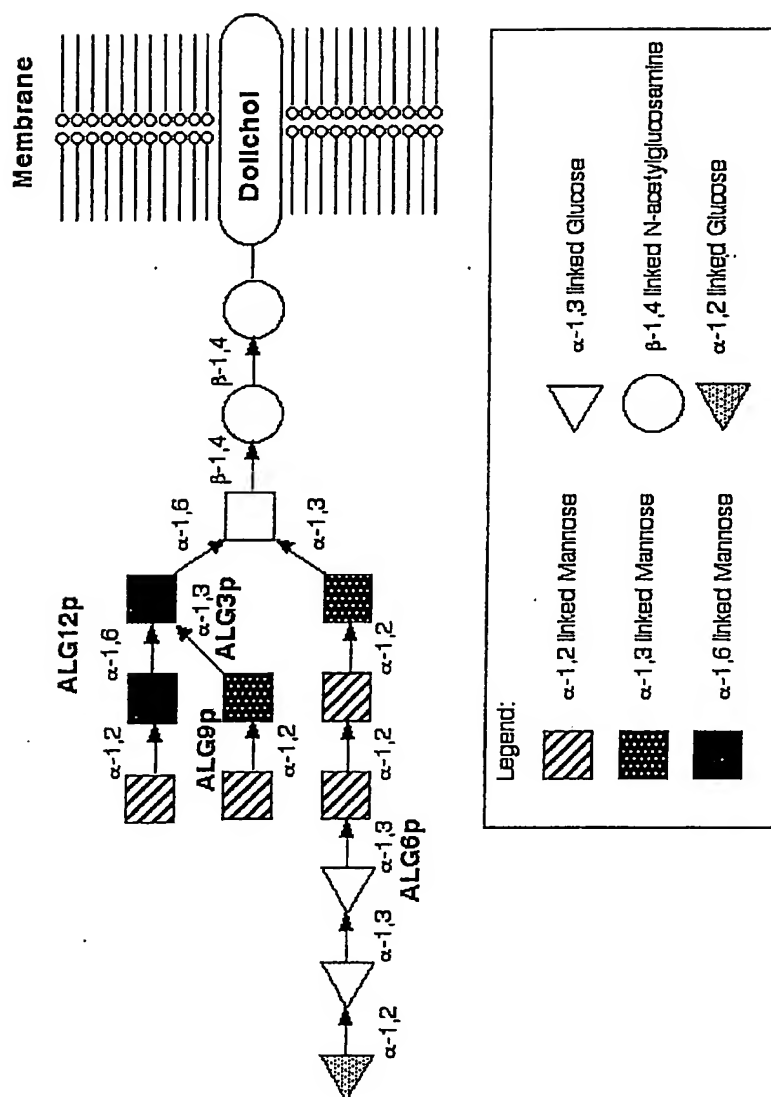 Membrane
Dolichol
β-1,4
β-1,4
α-1,6
α-1,3
ALG12p
α-1,6
α-1,3
ALG3p
α-1,2
ALG9p
α-1,2
α-1,2
α-1,2
α-1,3
ALG6p
α-1,3
α-1,2
Legend:
α-1,2 linked Mannose
α-1,3 linked Mannose
α-1,6 linked Mannose
α-1,3 linked Glucose
β-1,4 linked N-acetylglucosamine
α-1,2 linked Glucose